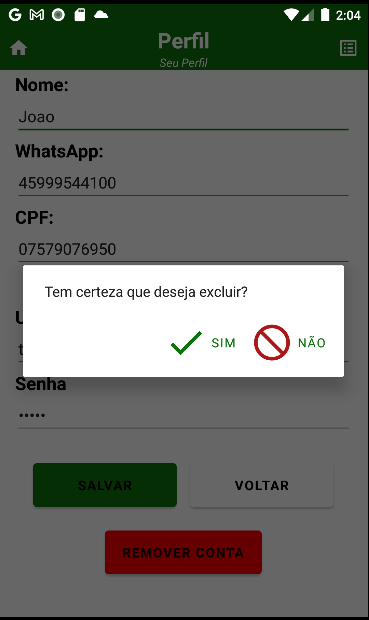 2:04
Perfil
Seu Perfil
Nome:
Joao
WhatsApp:
45999544100
CPF:
07579076950
Tem certeza que deseja excluir?
SIM NÃO
Senha
•••••
SALVAR VOLTAR
REMOVER CONTA